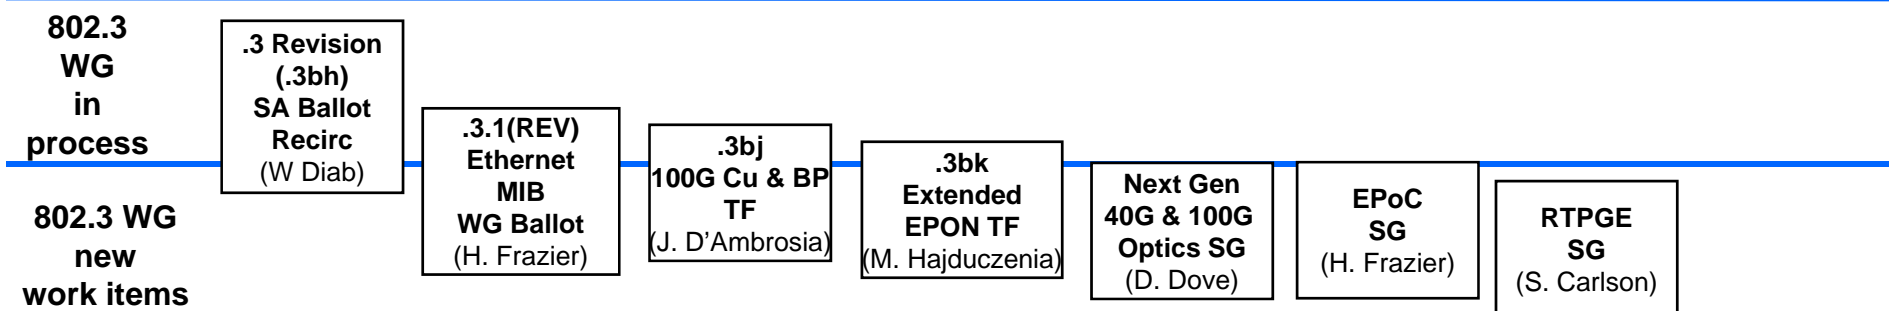 802.3
WG
in
process
802.3 WG
new
work items
.3 Revision
(.3bh)
SA Ballot
Recirc
(W Diab)
.3.1(REV)
Ethernet
MIB
WG Ballot
(H. Frazier)
.3bj
100G Cu & BP
TF
(J. D’Ambrosia)
.3bk
Extended
EPON TF
(M. Hajduczenia)
Next Gen
40G & 100G
Optics SG
(D. Dove)
EPoC
SG
(H. Frazier)
RTPGE
SG
(S. Carlson)